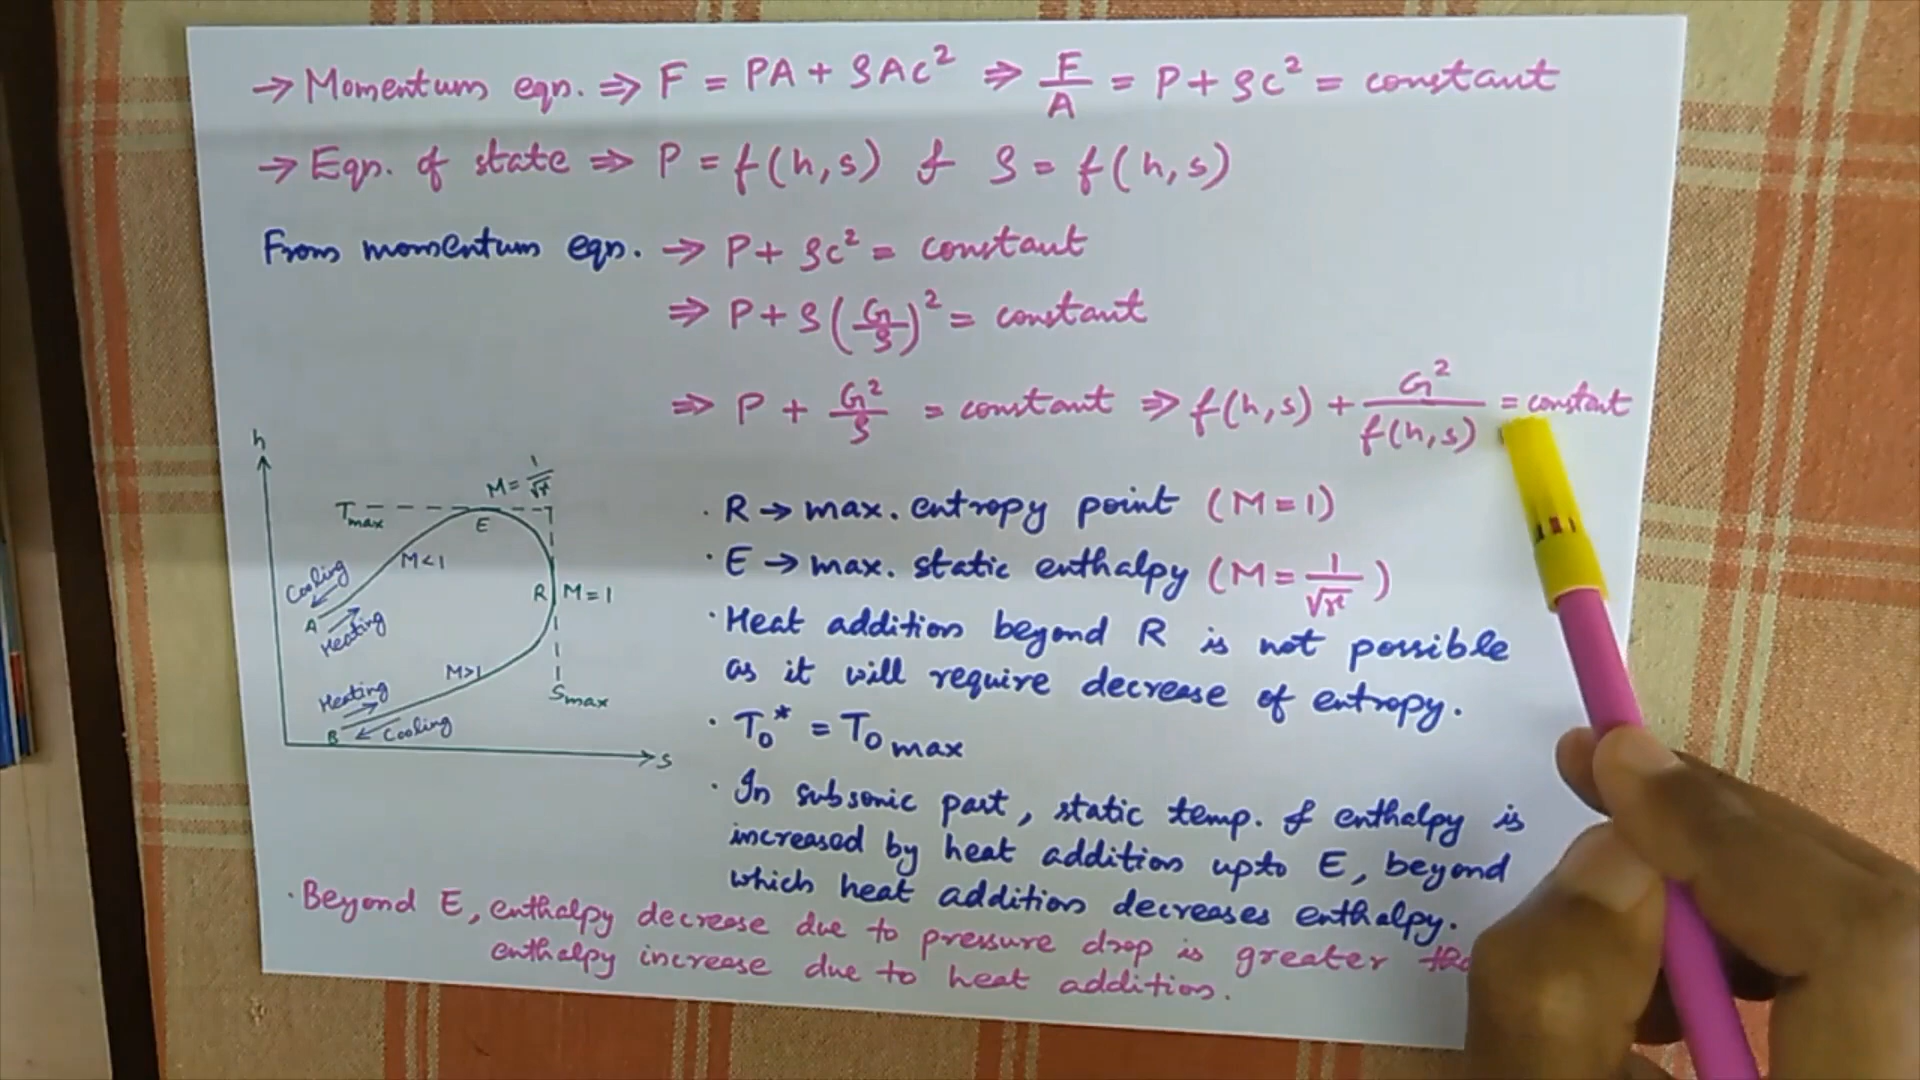 → Momentum eqn. ⇒ F = PA + ρAc² ⇒ F/A = P + ρc² = constant
→ Eqn. of state ⇒ P = f(h,s) & ρ = f(h,s)
From momentum eqn. → P + ρc² = constant
⇒ P + ρ(G/ρ)² = constant
⇒ P + G²/ρ = constant ⇒ f(h,s) + G²/f(h,s) = constant
h
M = 1/√γ
Tmax
E
M<1
Cooling
A
Heating
R M=1
M>1
Smax
Heating
Cooling
B
s
· R → max. entropy point (M=1)
· E → max. static enthalpy (M = 1/√γ)
· Heat addition beyond R is not possible
as it will require decrease of entropy.
· T₀* = T₀ max
· In subsonic part, static temp. & enthalpy is
increased by heat addition upto E, beyond
which heat addition decreases enthalpy.
· Beyond E, enthalpy decrease due to pressure drop is greater
enthalpy increase due to heat addition.